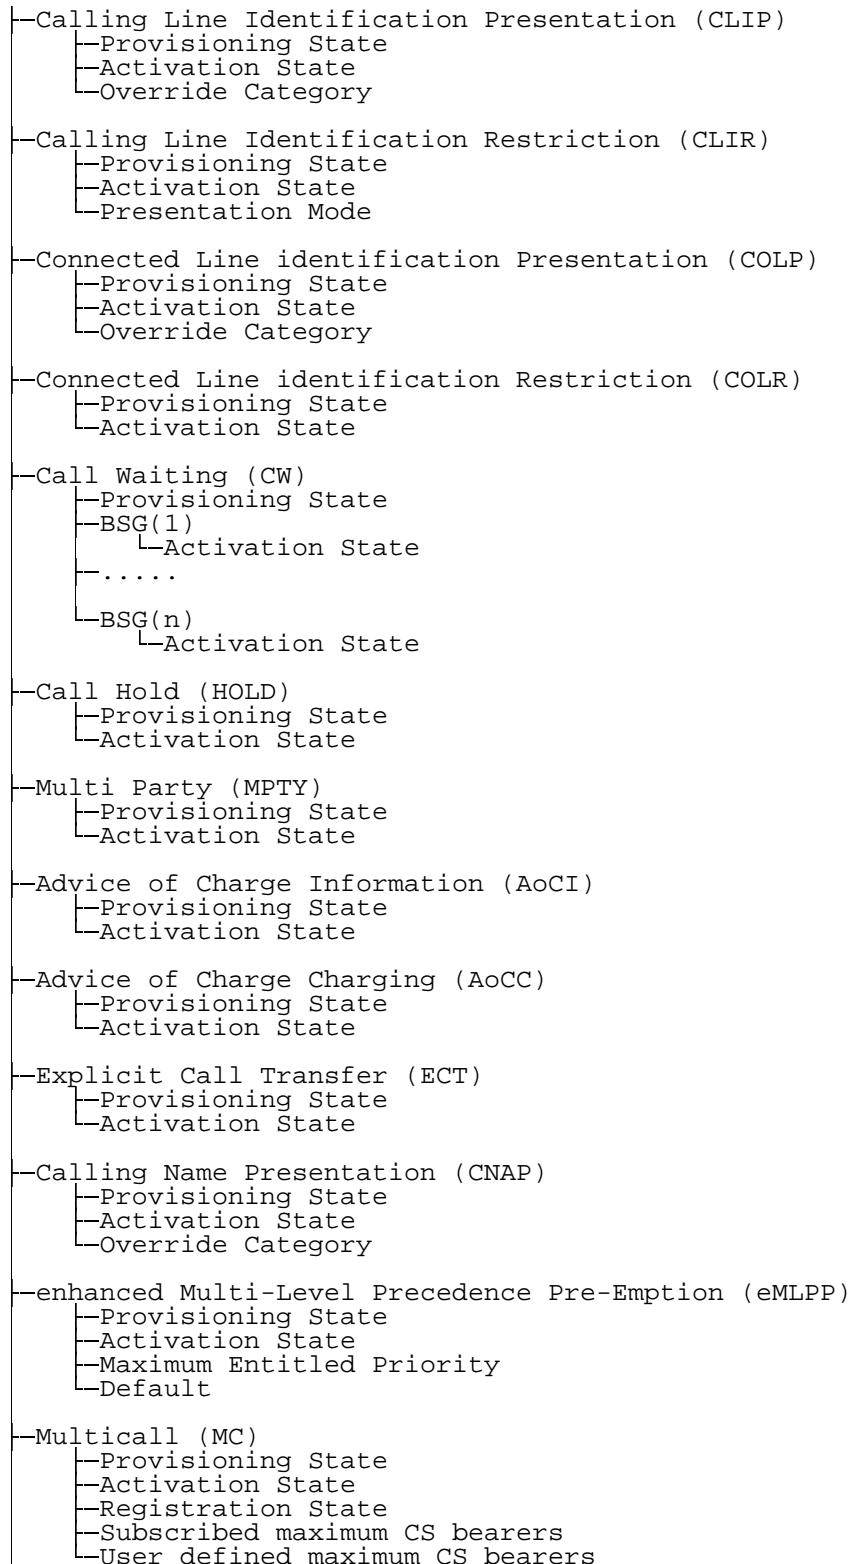 Calling Line Identification Presentation (CLIP)
Provisioning State
Activation State
Override Category
Calling Line Identification Restriction (CLIR)
Provisioning State
Activation State
Presentation Mode
Connected Line identification Presentation (COLP)
Provisioning State
Activation State
Override Category
Connected Line identification Restriction (COLR)
Provisioning State
Activation State
Call Waiting (CW)
Provisioning State
BSG(1)
Activation State
.....
BSG(n)
Activation State
Call Hold (HOLD)
Provisioning State
Activation State
Multi Party (MPTY)
Provisioning State
Activation State
Advice of Charge Information (AoCI)
Provisioning State
Activation State
Advice of Charge Charging (AoCC)
Provisioning State
Activation State
Explicit Call Transfer (ECT)
Provisioning State
Activation State
Calling Name Presentation (CNAP)
Provisioning State
Activation State
Override Category
enhanced Multi-Level Precedence Pre-Emption (eMLPP)
Provisioning State
Activation State
Maximum Entitled Priority
Default
Multicall (MC)
Provisioning State
Activation State
Registration State
Subscribed maximum CS bearers
User defined maximum CS bearers